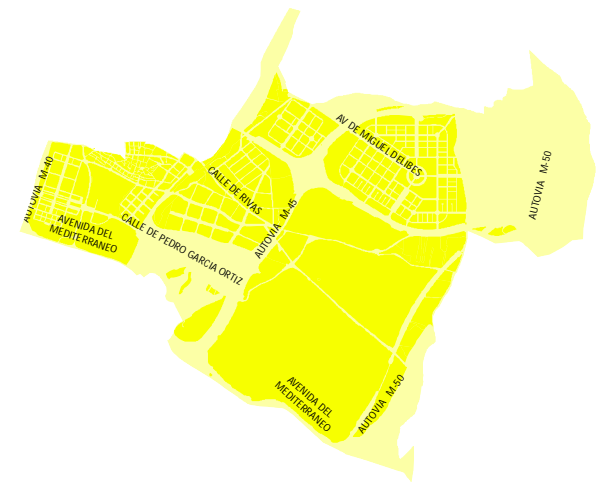 AV DE MIGUEL DELIBES
AUTOVIA M-50
AUTOVIA M-40
CALLE DE RIVAS
AVENIDA DEL
MEDITERRANEO
CALLE DE PEDRO GARCIA ORTIZ
AUTOVIA M-45
AVENIDA DEL
MEDITERRANEO
AUTOVIA M-50